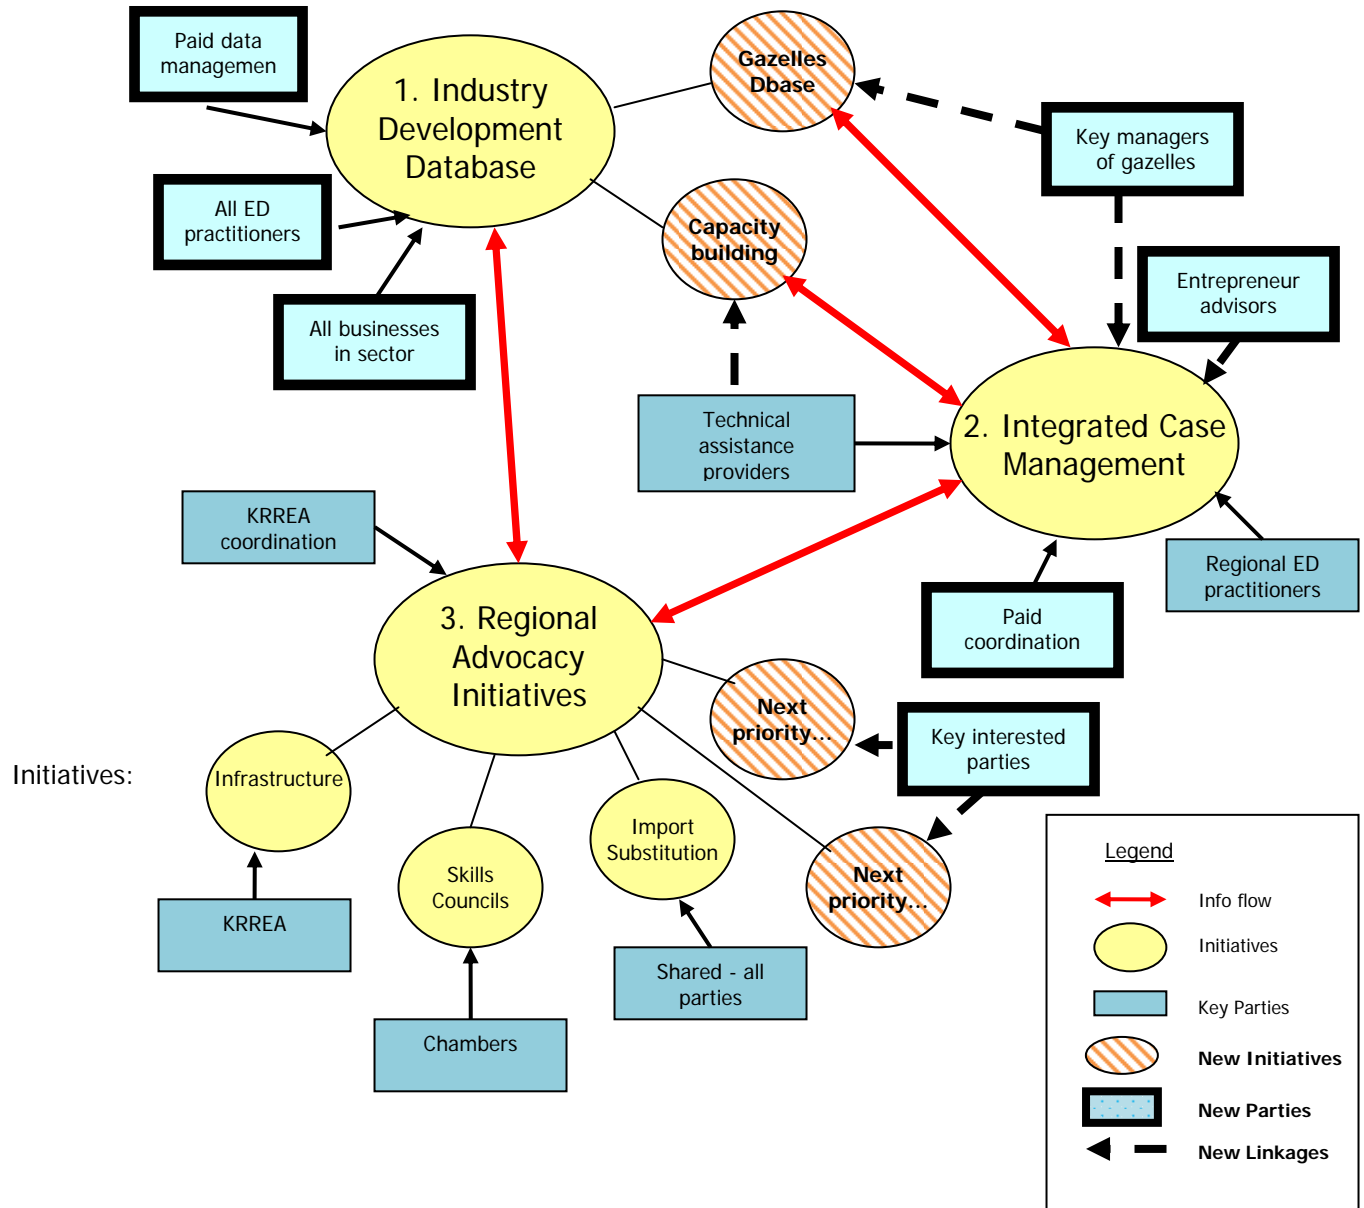 Paid data
managemen
1. Industry
Development
Database
Gazelles
Dbase
Key managers
of gazelles
All ED
practitioners
Capacity
building
Entrepreneur
advisors
All businesses
in sector
Technical
assistance
providers
2. Integrated Case
Management
KRREA
coordination
Regional ED
practitioners
Paid
coordination
3. Regional
Advocacy
Initiatives
Next
priority...
Key interested
parties
Initiatives:
Infrastructure
Import
Substitution
Skills
Councils
Next
priority...
KRREA
Shared - all
parties
Chambers
Legend
Info flow
Initiatives
Key Parties
New Initiatives
New Parties
New Linkages